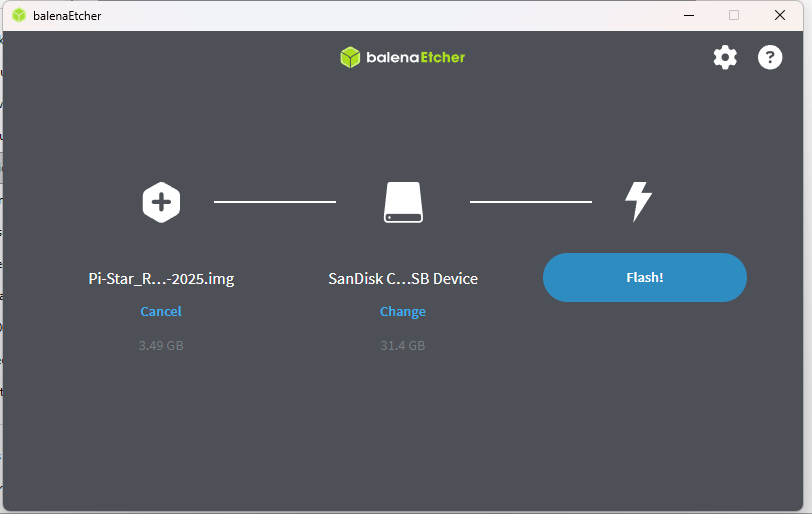 balenaEtcher
balenaEtcher
Pi-Star_R...-2025.img
SanDisk C...SB Device
Flash!
Cancel
Change
3.49 GB
31.4 GB